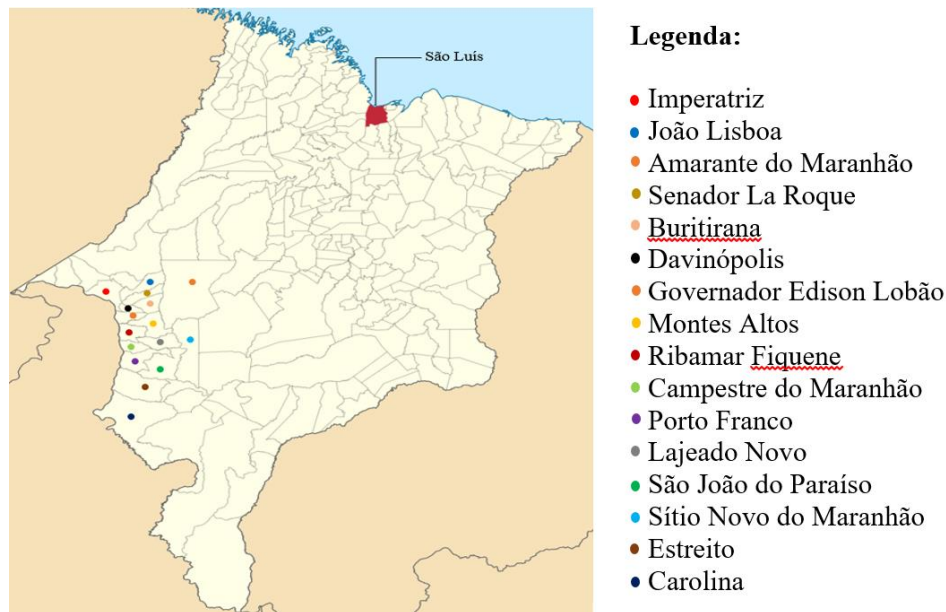 São Luís
Legenda:
Imperatriz
João Lisboa
Amarante do Maranhão
Senador La Roque
Buritirana
Davinópolis
Governador Edison Lobão
Montes Altos
Ribamar Fiquene
Campestre do Maranhão
Porto Franco
Lajeado Novo
São João do Paraíso
Sítio Novo do Maranhão
Estreito
Carolina